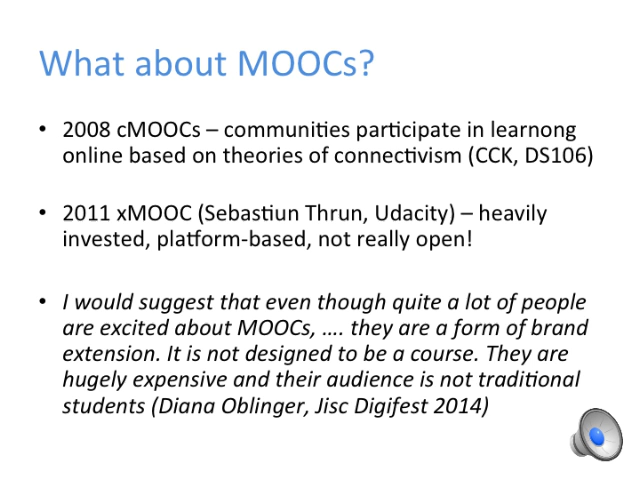 What about MOOCs?
• 2008 cMOOCs – communities participate in learnong
online based on theories of connectivism (CCK, DS106)
• 2011 xMOOC (Sebastiun Thrun, Udacity) – heavily
invested, platform-based, not really open!
• I would suggest that even though quite a lot of people
are excited about MOOCs, .... they are a form of brand
extension. It is not designed to be a course. They are
hugely expensive and their audience is not traditional
students (Diana Oblinger, Jisc Digifest 2014)